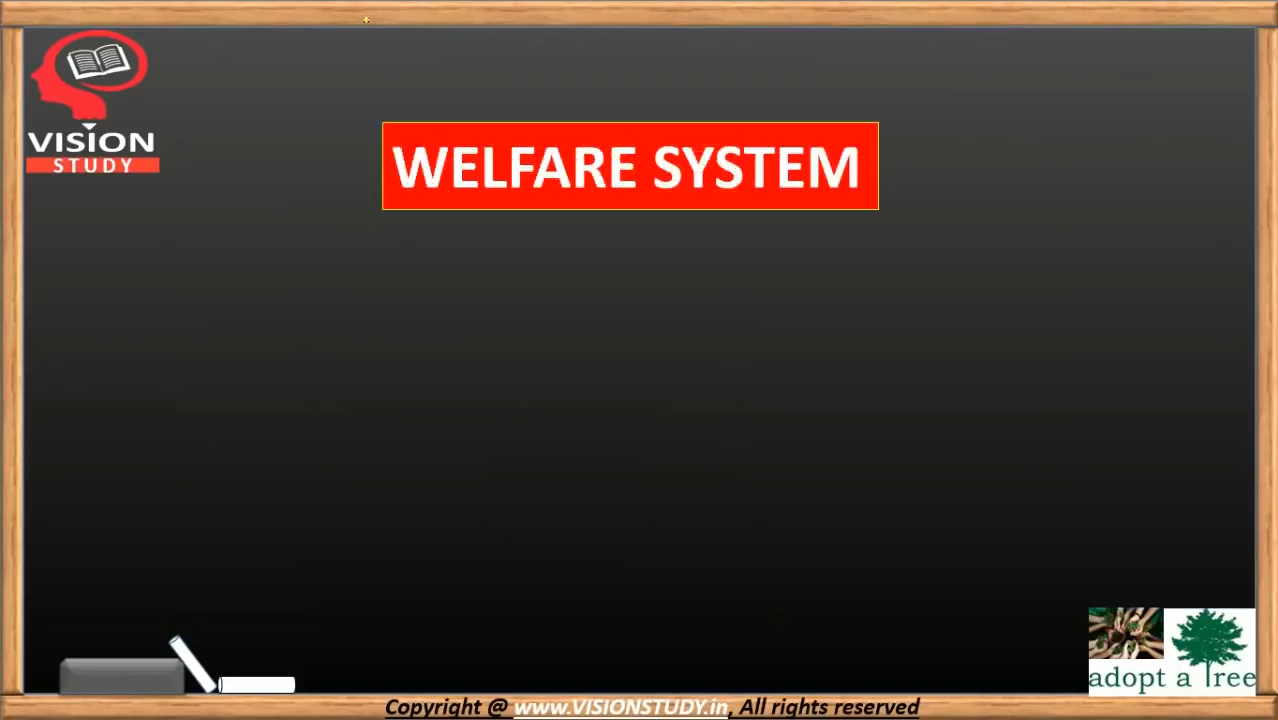 VISION
STUDY
WELFARE SYSTEM
adopt a Tree
Copyright @ www.VISIONSTUDY.in, All rights reserved